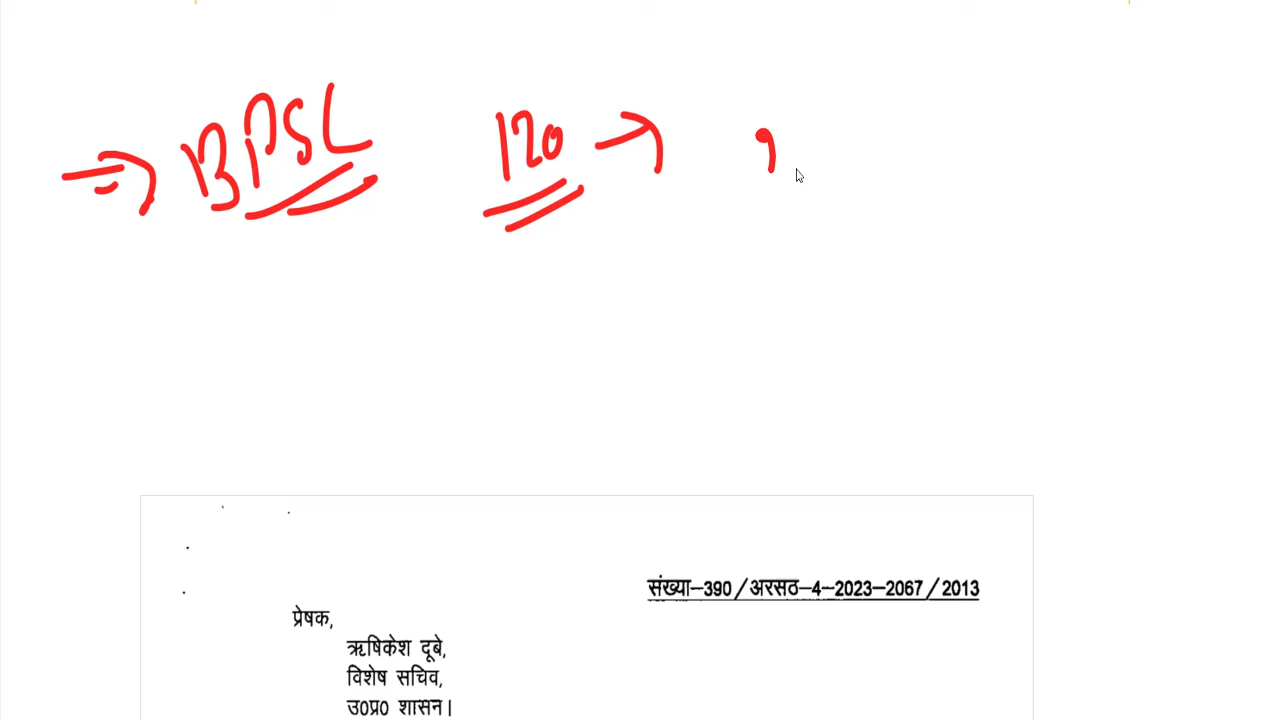 ⇒ BPSC 120 →
संख्या–390/अरसठ–4–2023–2067/2013
प्रेषक,
ऋषिकेश दूबे,
विशेष सचिव,
उ0प्र0 शासन।